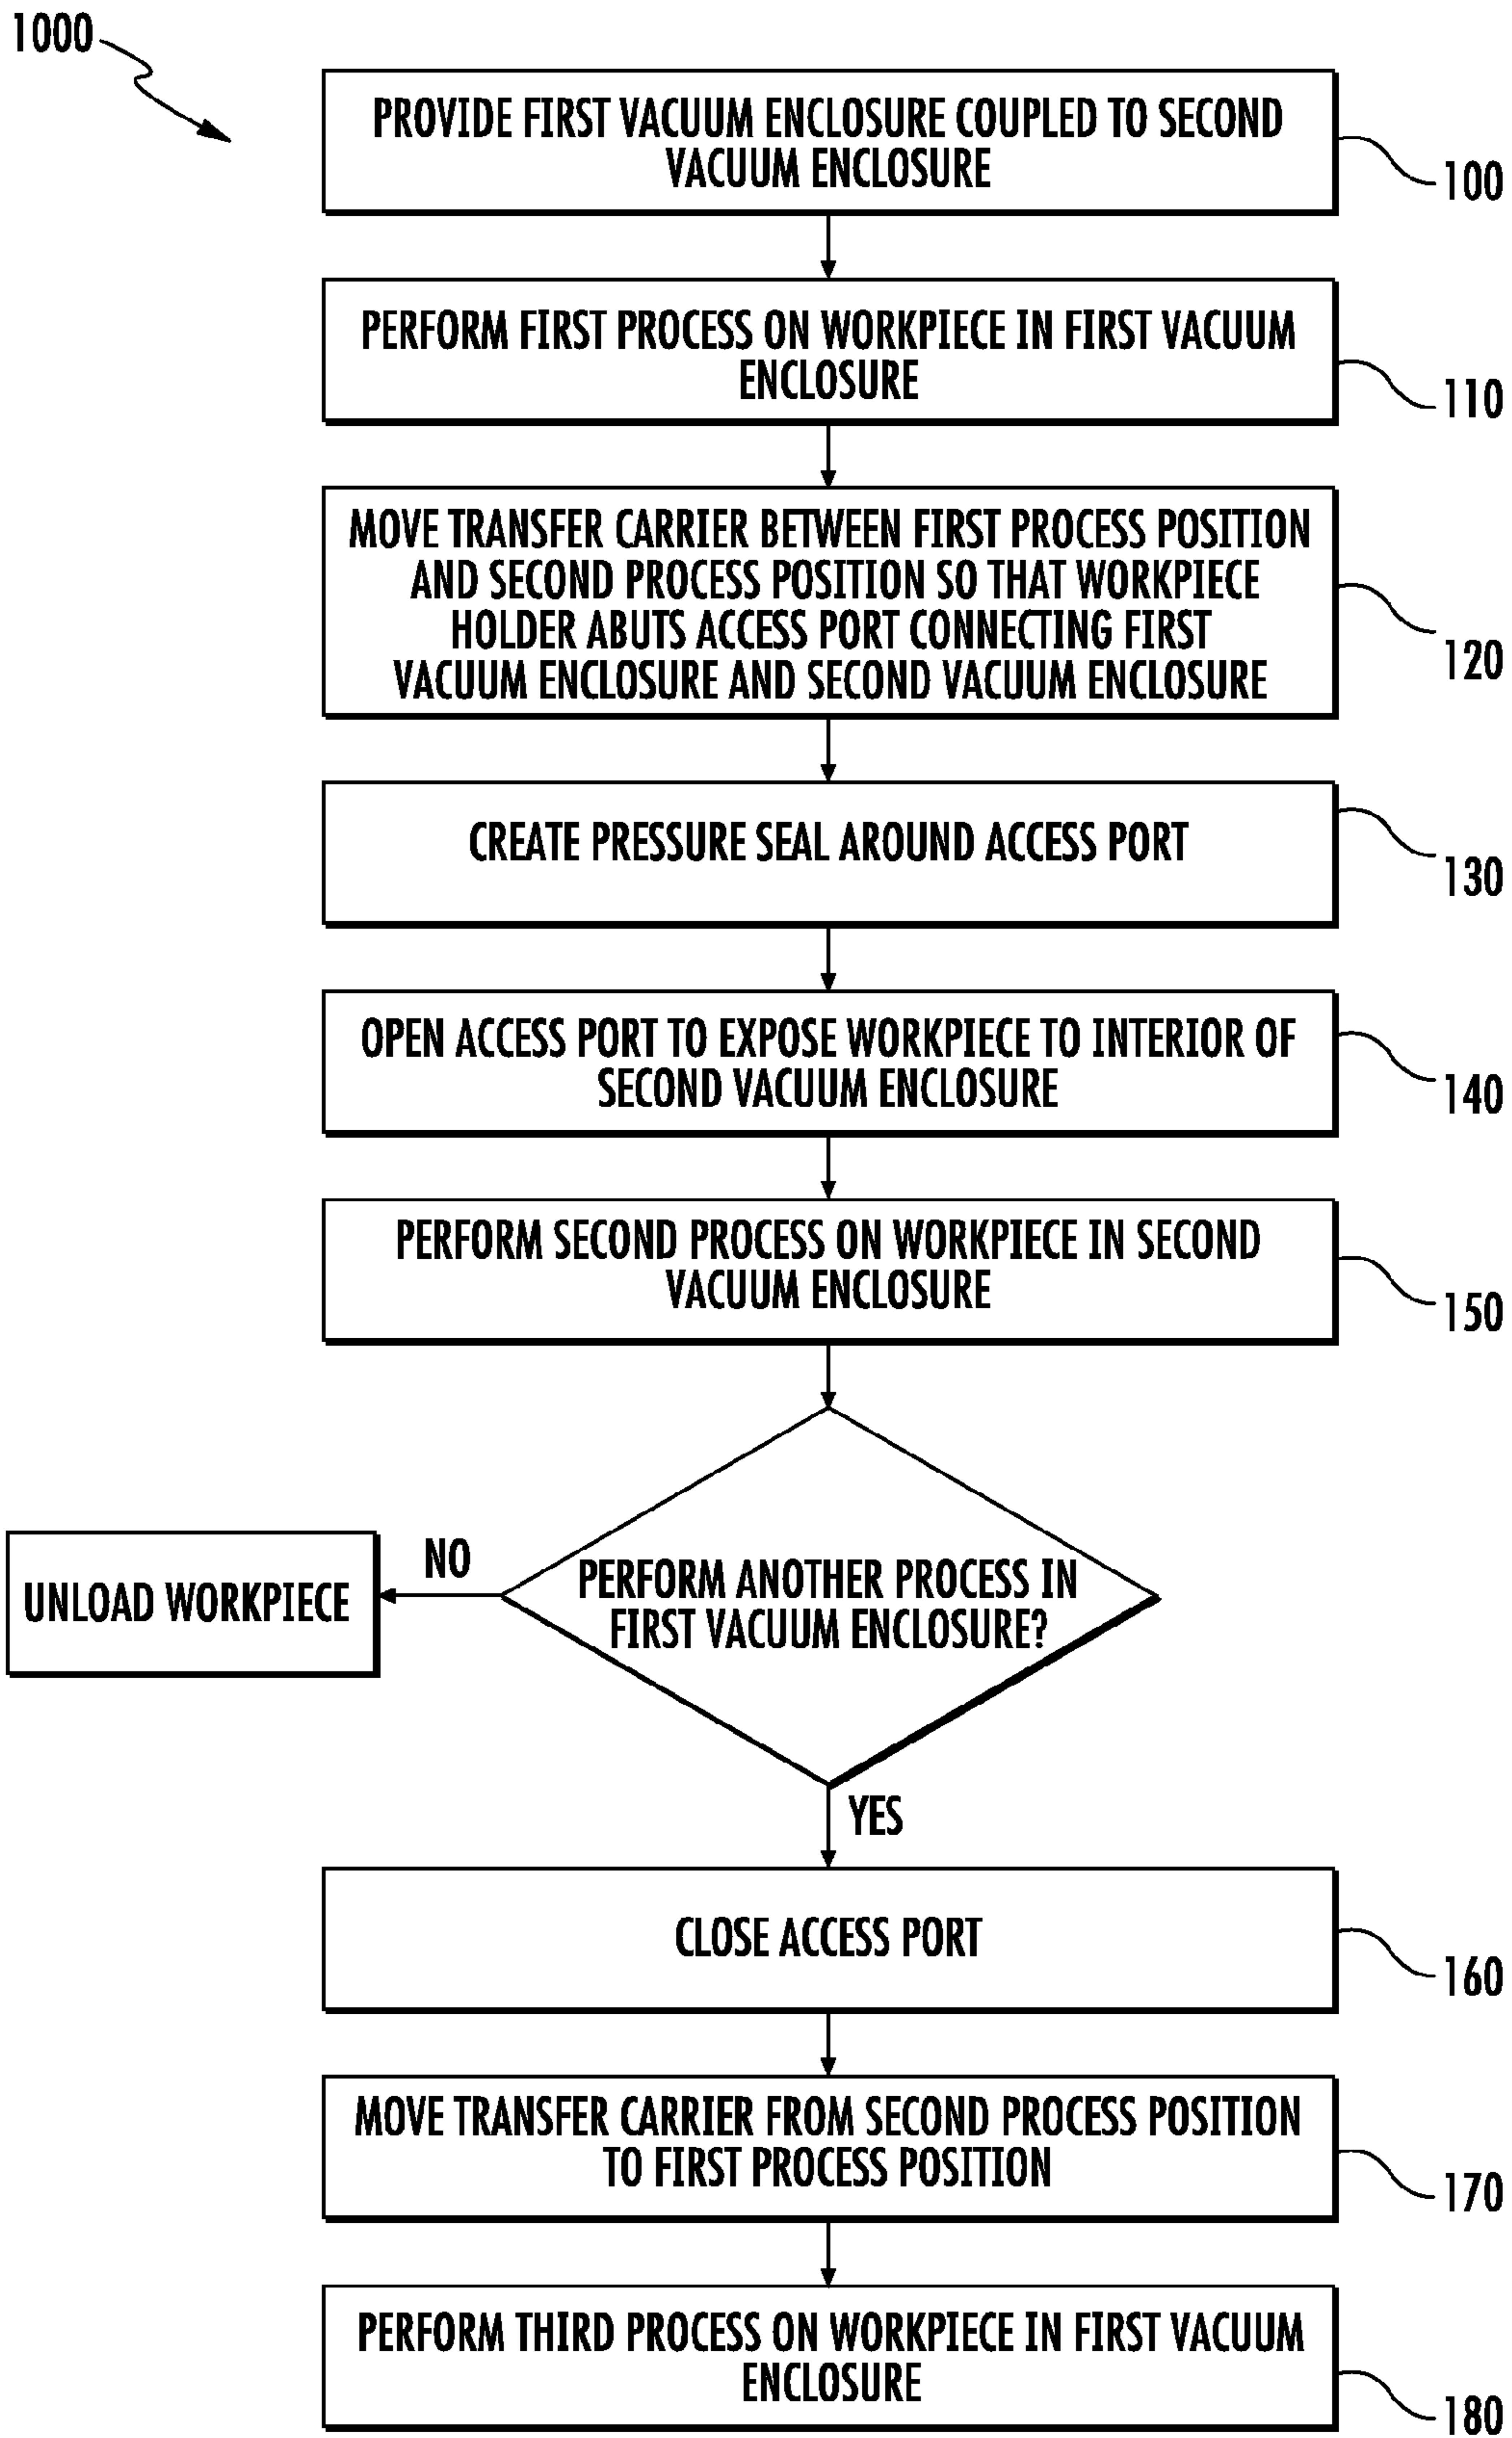 1000
PROVIDE FIRST VACUUM ENCLOSURE COUPLED TO SECOND
VACUUM ENCLOSURE
100
PERFORM FIRST PROCESS ON WORKPIECE IN FIRST VACUUM
ENCLOSURE
110
MOVE TRANSFER CARRIER BETWEEN FIRST PROCESS POSITION
AND SECOND PROCESS POSITION SO THAT WORKPIECE
HOLDER ABUTS ACCESS PORT CONNECTING FIRST
VACUUM ENCLOSURE AND SECOND VACUUM ENCLOSURE
120
CREATE PRESSURE SEAL AROUND ACCESS PORT
130
OPEN ACCESS PORT TO EXPOSE WORKPIECE TO INTERIOR OF
SECOND VACUUM ENCLOSURE
140
PERFORM SECOND PROCESS ON WORKPIECE IN SECOND
VACUUM ENCLOSURE
150
PERFORM ANOTHER PROCESS IN
FIRST VACUUM ENCLOSURE?
NO
UNLOAD WORKPIECE
YES
CLOSE ACCESS PORT
160
MOVE TRANSFER CARRIER FROM SECOND PROCESS POSITION
TO FIRST PROCESS POSITION
170
PERFORM THIRD PROCESS ON WORKPIECE IN FIRST VACUUM
ENCLOSURE
180